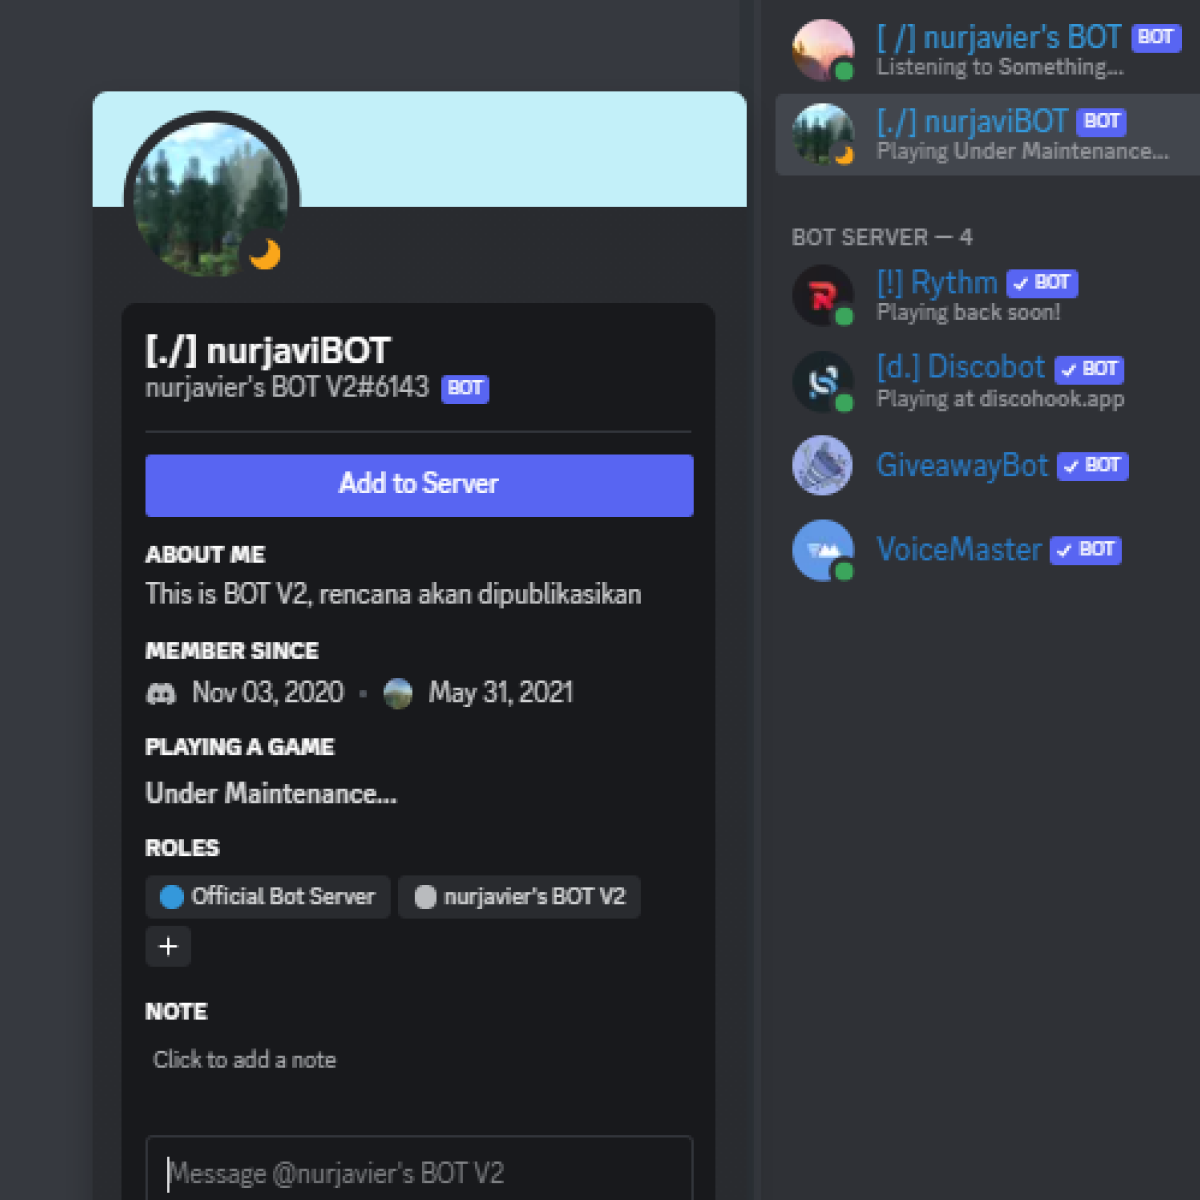 [./] nurjaviBOT
nurjavier's BOT V2#6143 BOT
Add to Server
ABOUT ME
This is BOT V2, rencana akan dipublikasikan
MEMBER SINCE
Nov 03, 2020 • May 31, 2021
PLAYING A GAME
Under Maintenance...
ROLES
Official Bot Server nurjavier's BOT V2
+
NOTE
Click to add a note
Message @nurjavier's BOT V2
[ /] nurjavier's BOT BOT
Listening to Something...
[./] nurjaviBOT BOT
Playing Under Maintenance...
BOT SERVER — 4
[!] Rythm ✓ BOT
Playing back soon!
[d.] Discobot ✓ BOT
Playing at discohook.app
GiveawayBot ✓ BOT
VoiceMaster ✓ BOT